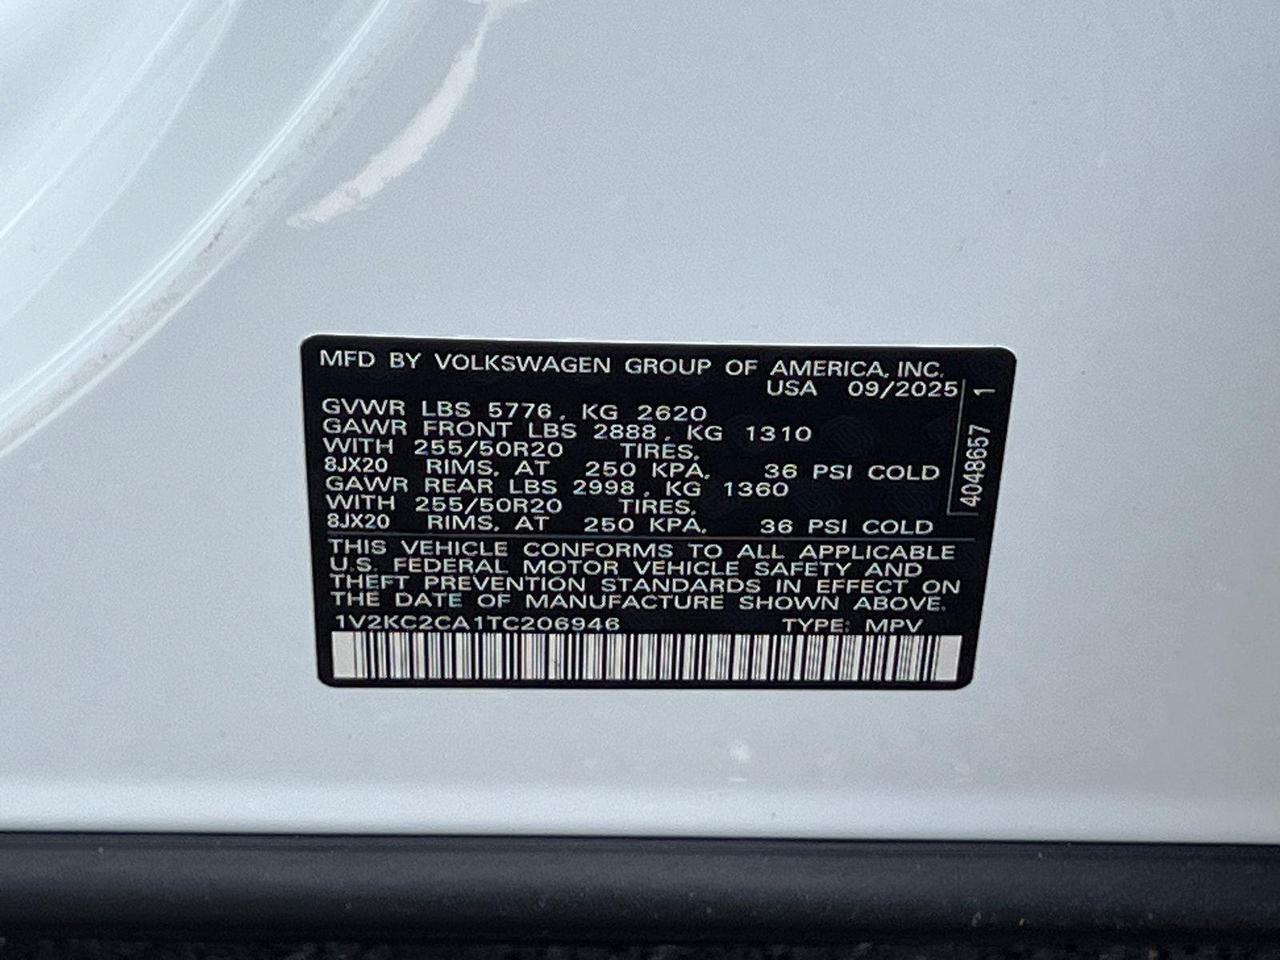 MFD BY VOLKSWAGEN GROUP OF AMERICA, INC.
USA 09/2025
GVWR LBS 5776, KG 2620
GAWR FRONT LBS 2888, KG 1310
WITH 255/50R20 TIRES,
8JX20 RIMS, AT 250 KPA, 36 PSI COLD
GAWR REAR LBS 2998, KG 1360
WITH 255/50R20 TIRES,
8JX20 RIMS, AT 250 KPA, 36 PSI COLD
THIS VEHICLE CONFORMS TO ALL APPLICABLE
U.S. FEDERAL MOTOR VEHICLE SAFETY AND
THEFT PREVENTION STANDARDS IN EFFECT ON
THE DATE OF MANUFACTURE SHOWN ABOVE.
1V2KC2CA1TC206946 TYPE: MPV
4048657 1